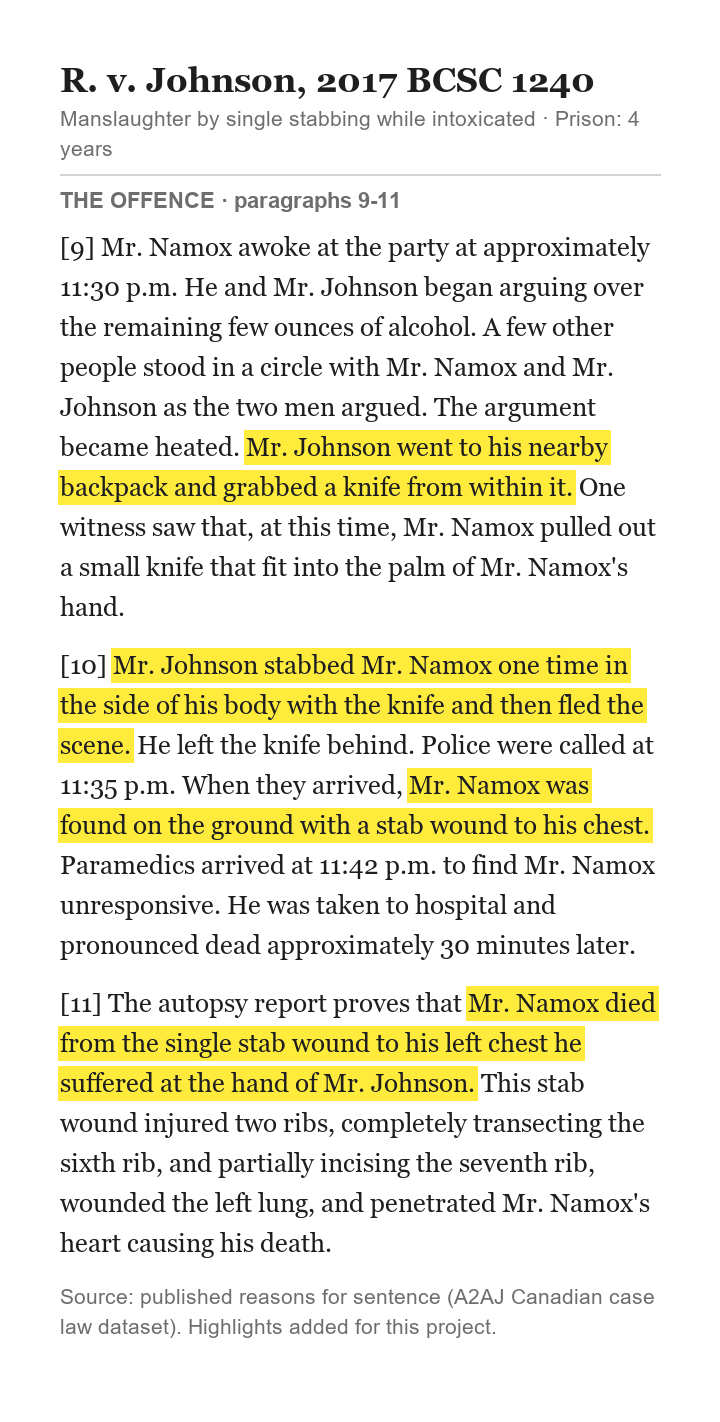 R. v. Johnson, 2017 BCSC 1240
Manslaughter by single stabbing while intoxicated · Prison: 4
years
THE OFFENCE · paragraphs 9-11
[9] Mr. Namox awoke at the party at approximately
11:30 p.m. He and Mr. Johnson began arguing over
the remaining few ounces of alcohol. A few other
people stood in a circle with Mr. Namox and Mr.
Johnson as the two men argued. The argument
became heated. Mr. Johnson went to his nearby
backpack and grabbed a knife from within it. One
witness saw that, at this time, Mr. Namox pulled out
a small knife that fit into the palm of Mr. Namox's
hand.
[10] Mr. Johnson stabbed Mr. Namox one time in
the side of his body with the knife and then fled the
scene. He left the knife behind. Police were called at
11:35 p.m. When they arrived, Mr. Namox was
found on the ground with a stab wound to his chest.
Paramedics arrived at 11:42 p.m. to find Mr. Namox
unresponsive. He was taken to hospital and
pronounced dead approximately 30 minutes later.
[11] The autopsy report proves that Mr. Namox died
from the single stab wound to his left chest he
suffered at the hand of Mr. Johnson. This stab
wound injured two ribs, completely transecting the
sixth rib, and partially incising the seventh rib,
wounded the left lung, and penetrated Mr. Namox's
heart causing his death.
Source: published reasons for sentence (A2AJ Canadian case
law dataset). Highlights added for this project.